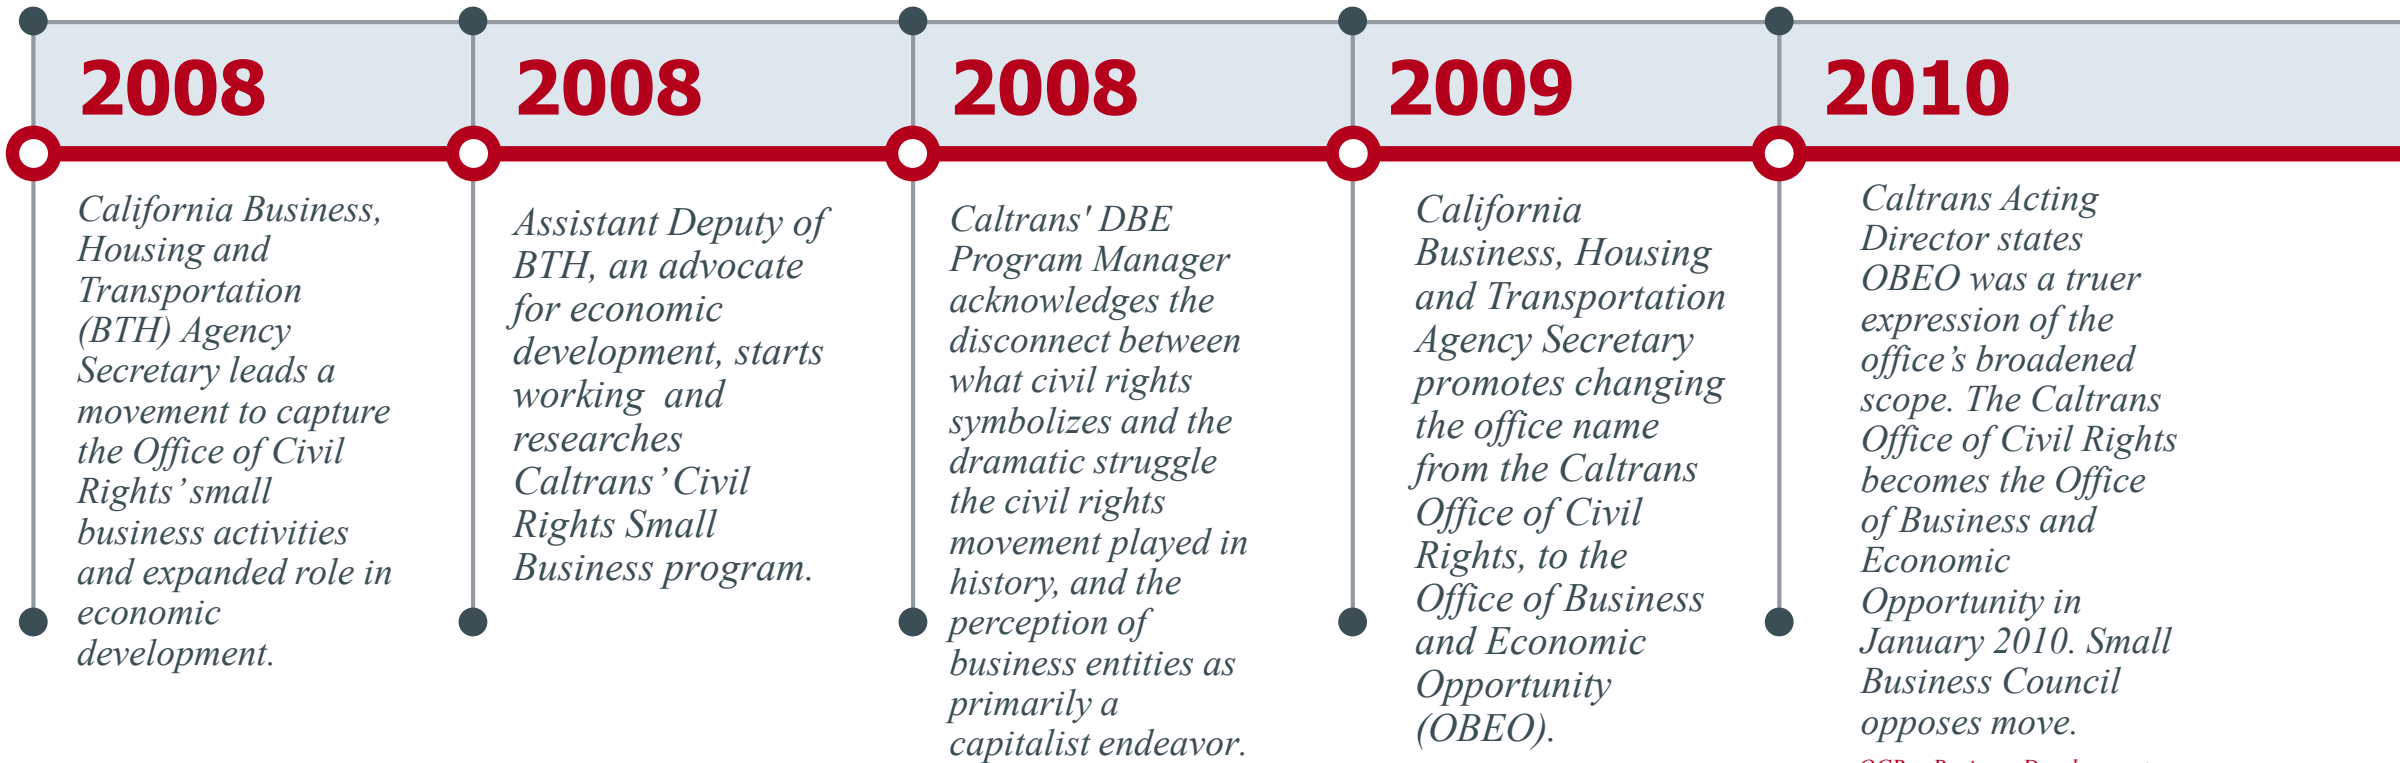 2008
California Business,
Housing and
Transportation
(BTH) Agency
Secretary leads a
movement to capture
the Office of Civil
Rights’ small
business activities
and expanded role in
economic
development.
2008
Assistant Deputy of
BTH, an advocate
for economic
development, starts
working and
researches
Caltrans’ Civil
Rights Small
Business program.
2008
Caltrans' DBE
Program Manager
acknowledges the
disconnect between
what civil rights
symbolizes and the
dramatic struggle
the civil rights
movement played in
history, and the
perception of
business entities as
primarily a
capitalist endeavor.
2009
California
Business, Housing
and Transportation
Agency Secretary
promotes changing
the office name
from the Caltrans
Office of Civil
Rights, to the
Office of Business
and Economic
Opportunity
(OBEO).
2010
Caltrans Acting
Director states
OBEO was a truer
expression of the
office’s broadened
scope. The Caltrans
Office of Civil Rights
becomes the Office
of Business and
Economic
Opportunity in
January 2010. Small
Business Council
opposes move.